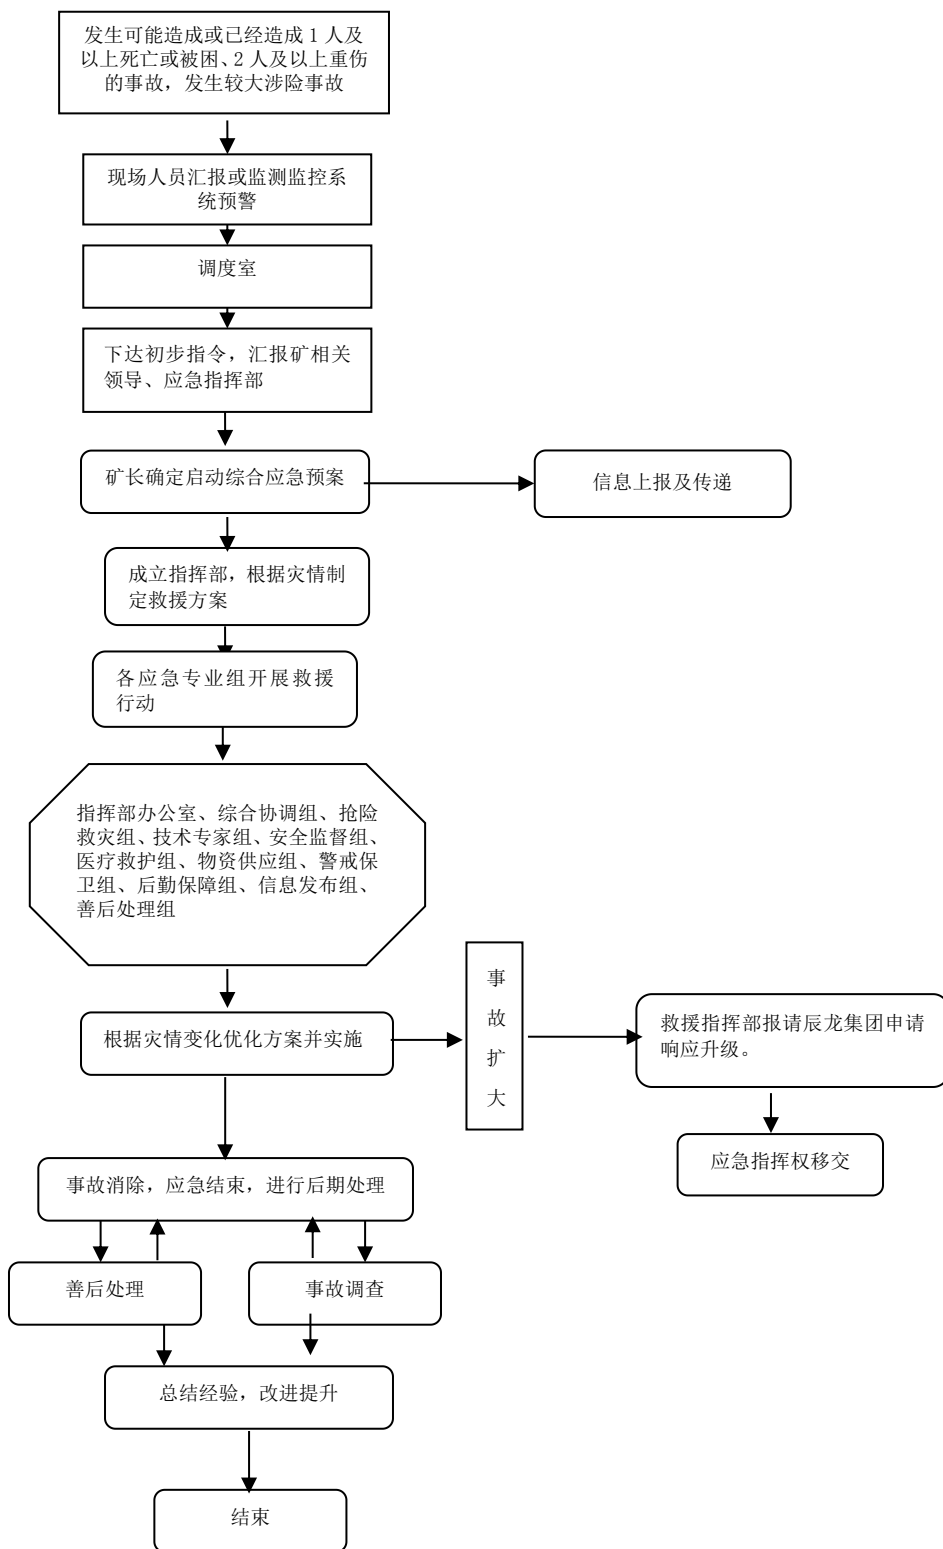 发生可能造成或已经造成 1 人及
以上死亡或被困、2 人及以上重伤
的事故，发生较大涉险事故
现场人员汇报或监测监控系
统预警
调度室
下达初步指令，汇报矿相关
领导、应急指挥部
矿长确定启动综合应急预案
信息上报及传递
成立指挥部，根据灾情制
定救援方案
各应急专业组开展救援
行动
指挥部办公室、综合协调组、抢险
救灾组、技术专家组、安全监督组、
医疗救护组、物资供应组、警戒保
卫组、后勤保障组、信息发布组、
善后处理组
根据灾情变化优化方案并实施
事
故
扩
大
救援指挥部报请辰龙集团申请
响应升级。
应急指挥权移交
事故消除，应急结束，进行后期处理
善后处理
事故调查
总结经验，改进提升
结束